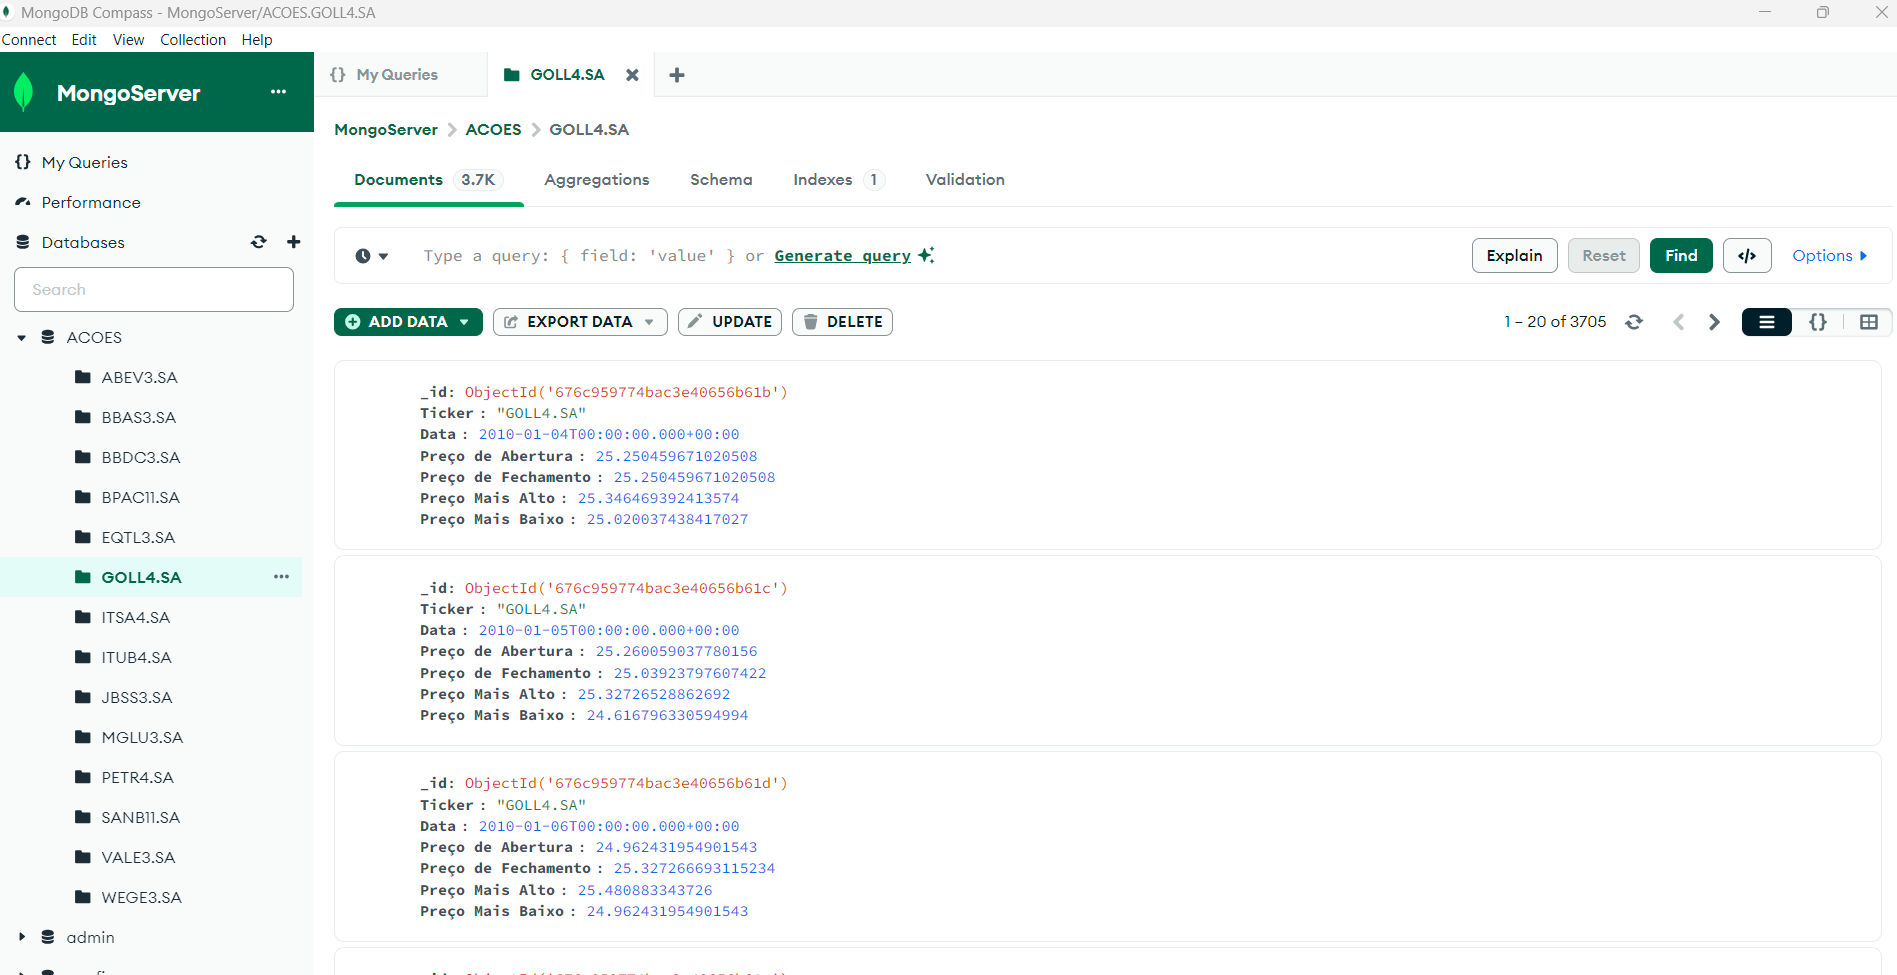 MongoDB Compass - MongoServer/ACOES.GOLL4.SA
Connect Edit View Collection Help
MongoServer
My Queries
Performance
Databases
Search
ACOES
ABEV3.SA
BBAS3.SA
BBDC3.SA
BPAC11.SA
EQTL3.SA
GOLL4.SA
ITSA4.SA
ITUB4.SA
JBSS3.SA
MGLU3.SA
PETR4.SA
SANB11.SA
VALE3.SA
WEGE3.SA
admin
{} My Queries GOLL4.SA
MongoServer > ACOES > GOLL4.SA
Documents 3.7K Aggregations Schema Indexes 1 Validation
Type a query: { field: 'value' } or Generate query
Explain Reset Find </> Options
ADD DATA EXPORT DATA UPDATE DELETE
1 – 20 of 3705 {}
_id: ObjectId('676c959774bac3e40656b61b')
Ticker : "GOLL4.SA"
Data : 2010-01-04T00:00:00.000+00:00
Preço de Abertura : 25.250459671020508
Preço de Fechamento : 25.250459671020508
Preço Mais Alto : 25.346469392413574
Preço Mais Baixo : 25.020037438417027
_id: ObjectId('676c959774bac3e40656b61c')
Ticker : "GOLL4.SA"
Data : 2010-01-05T00:00:00.000+00:00
Preço de Abertura : 25.260059037780156
Preço de Fechamento : 25.03923797607422
Preço Mais Alto : 25.32726528862692
Preço Mais Baixo : 24.616796330594994
_id: ObjectId('676c959774bac3e40656b61d')
Ticker : "GOLL4.SA"
Data : 2010-01-06T00:00:00.000+00:00
Preço de Abertura : 24.962431954901543
Preço de Fechamento : 25.327266693115234
Preço Mais Alto : 25.480883343726
Preço Mais Baixo : 24.962431954901543